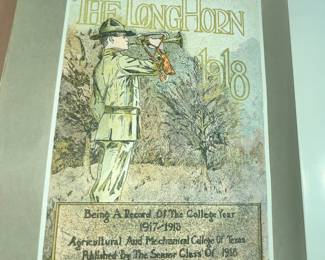 THE LONGHORN
1918
Being A Record Of The College Year
1917-1918
Agricultural And Mechanical College Of Texas
Published By The Senior Class Of 1918